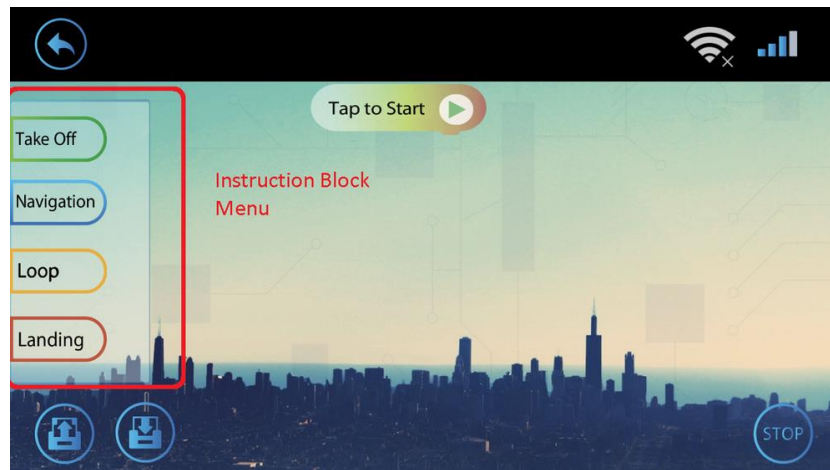 Tap to Start
Take Off
Instruction Block
Menu
Navigation
Loop
Landing
STOP